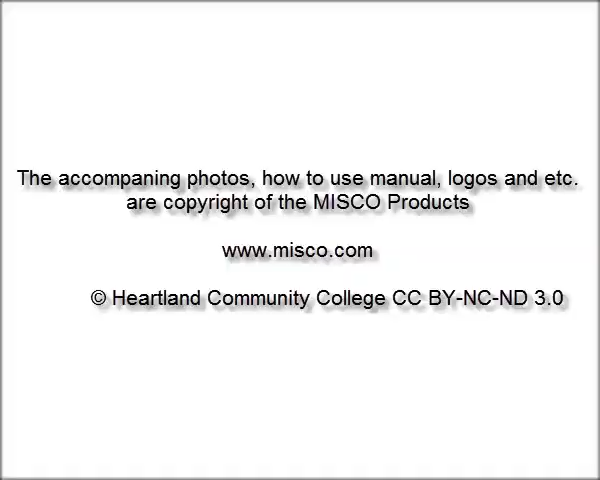 The accompaning photos, how to use manual, logos and etc.
are copyright of the MISCO Products
www.misco.com
© Heartland Community College CC BY-NC-ND 3.0